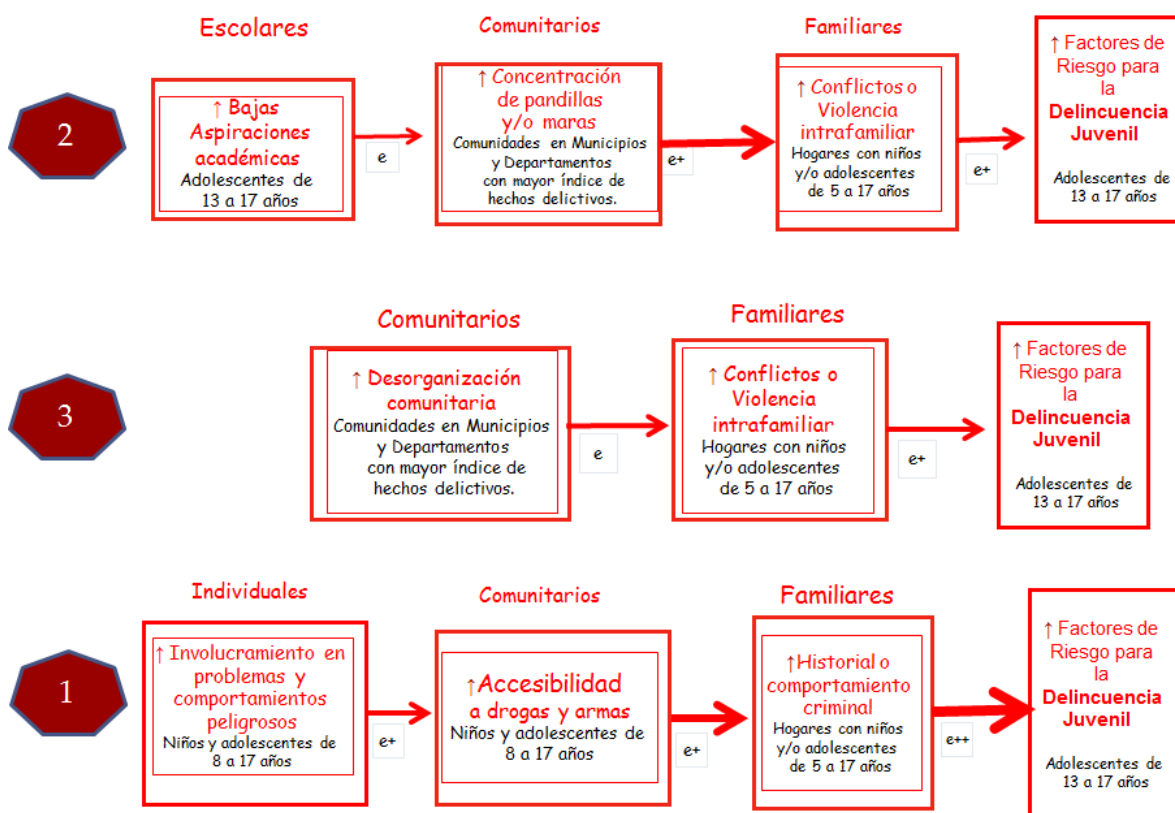 Escolares
Comunitarios
Familiares
2
↑ Bajas
Aspiraciones
académicas
Adolescentes de
13 a 17 años
e
↑ Concentración
de pandillas
y/o maras
Comunidades en Municipios
y Departamentos
con mayor índice de
hechos delictivos.
e+
↑ Conflictos o
Violencia
intrafamiliar
Hogares con niños
y/o adolescentes
de 5 a 17 años
e+
↑ Factores de
Riesgo para
la
Delincuencia
Juvenil
Adolescentes de
13 a 17 años
Comunitarios
Familiares
3
↑ Desorganización
comunitaria
Comunidades en Municipios
y Departamentos
con mayor índice de
hechos delictivos.
e
↑ Conflictos o
Violencia
intrafamiliar
Hogares con niños
y/o adolescentes
de 5 a 17 años
e+
↑ Factores de
Riesgo para
la
Delincuencia
Juvenil
Adolescentes de
13 a 17 años
Individuales
Comunitarios
Familiares
1
↑ Involucramiento en
problemas y
comportamientos
peligrosos
Niños y adolescentes de
8 a 17 años
e+
↑Accesibilidad
a drogas y armas
Niños y adolescentes de
8 a 17 años
e+
↑Historial o
comportamiento
criminal
Hogares con niños
y/o adolescentes
de 5 a 17 años
e++
↑ Factores de
Riesgo para
la
Delincuencia
Juvenil
Adolescentes de
13 a 17 años